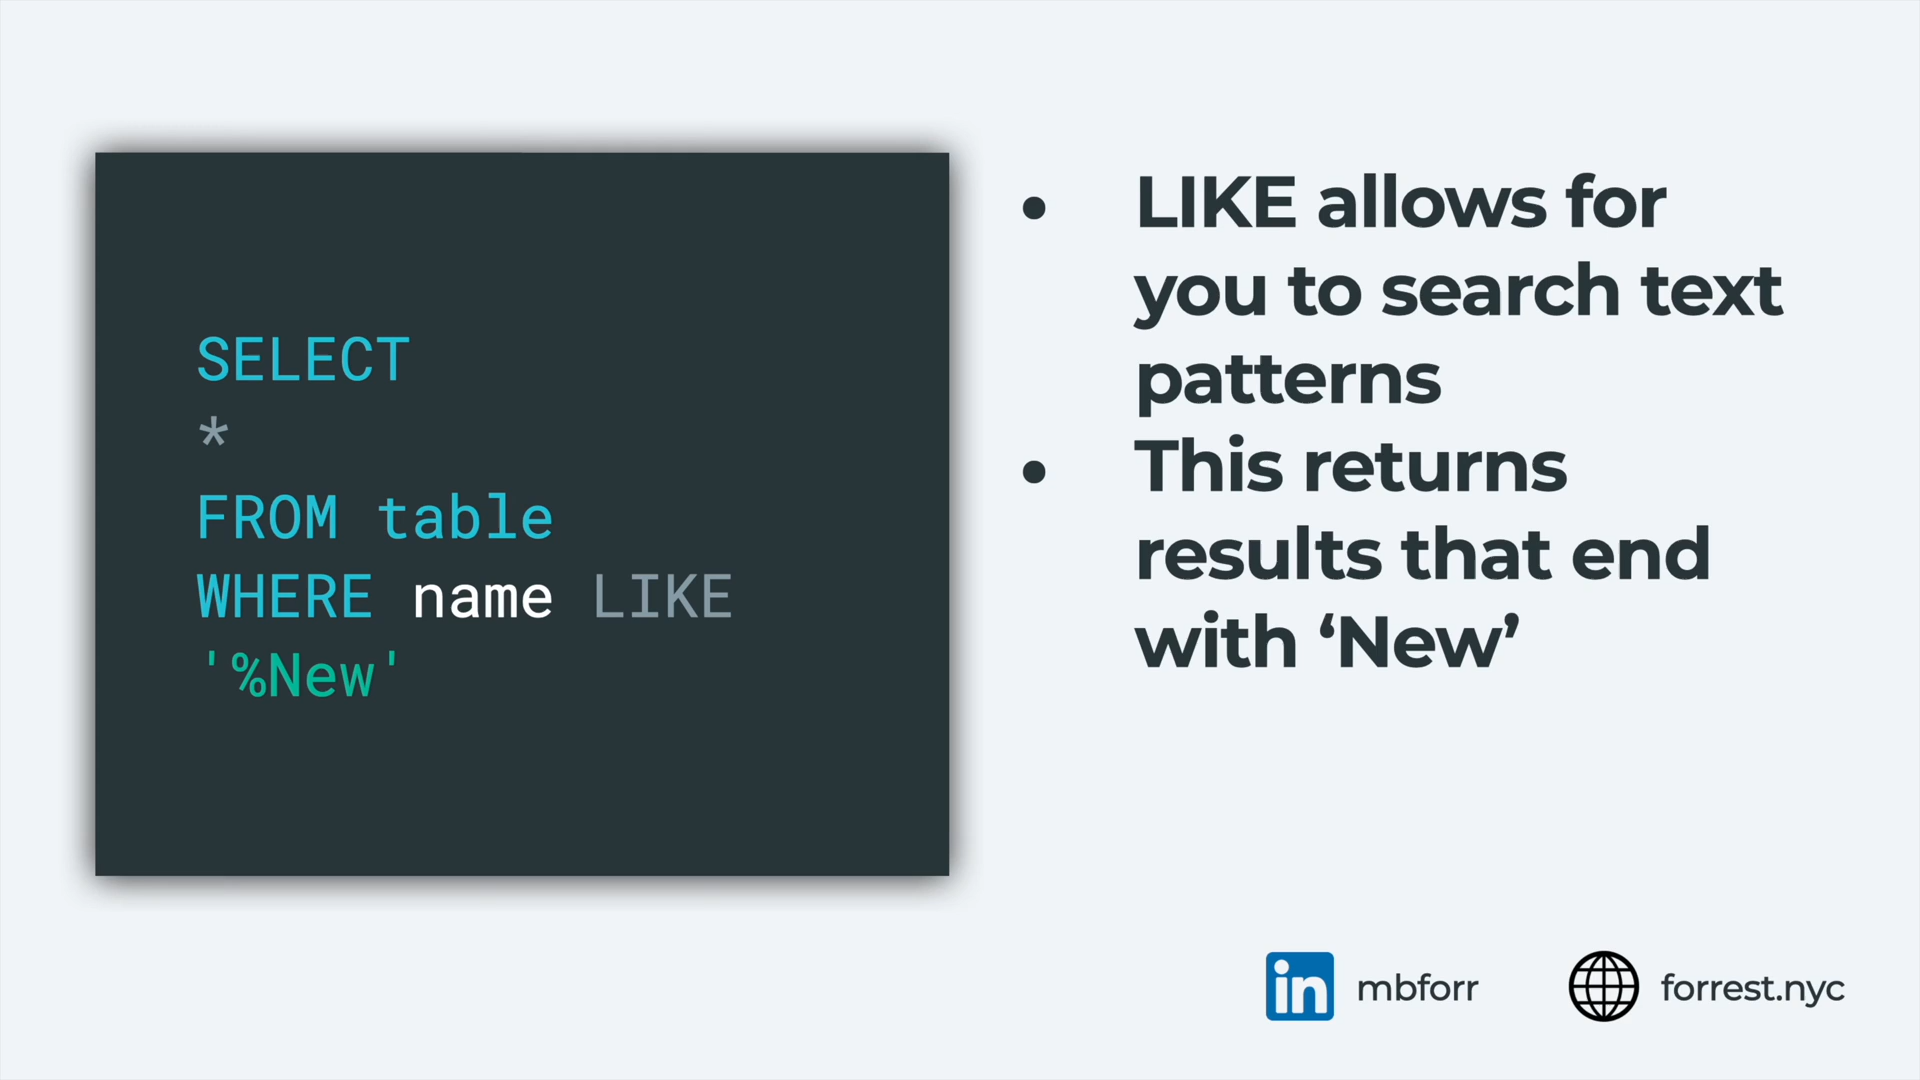 SELECT
*
FROM table
WHERE name LIKE
'%New'
• LIKE allows for
you to search text
patterns
• This returns
results that end
with ‘New’
in mbforr
forrest.nyc